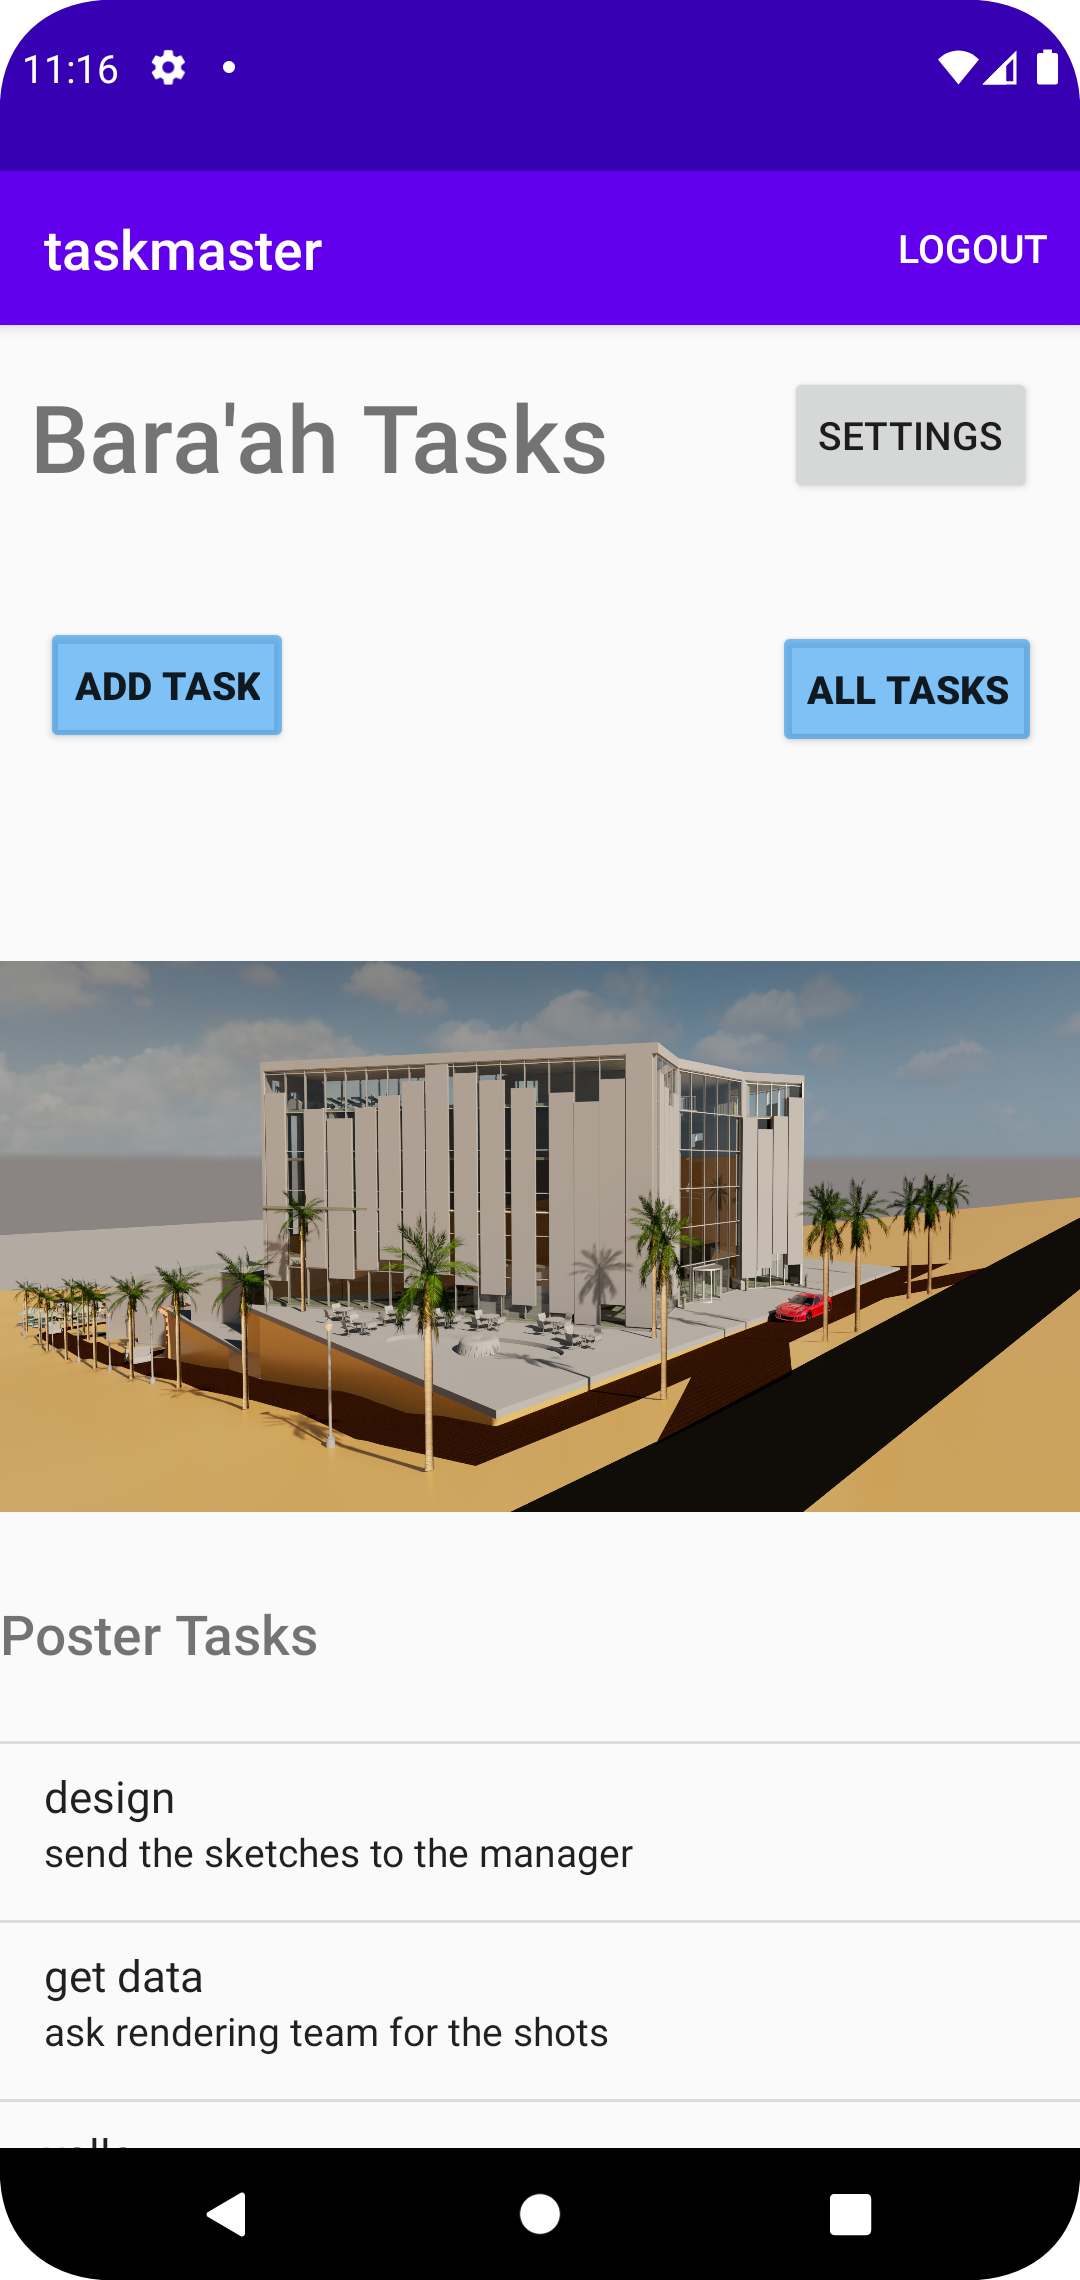 11:16
taskmaster
LOGOUT
Bara'ah Tasks
SETTINGS
ADD TASK
ALL TASKS
Poster Tasks
design
send the sketches to the manager
get data
ask rendering team for the shots